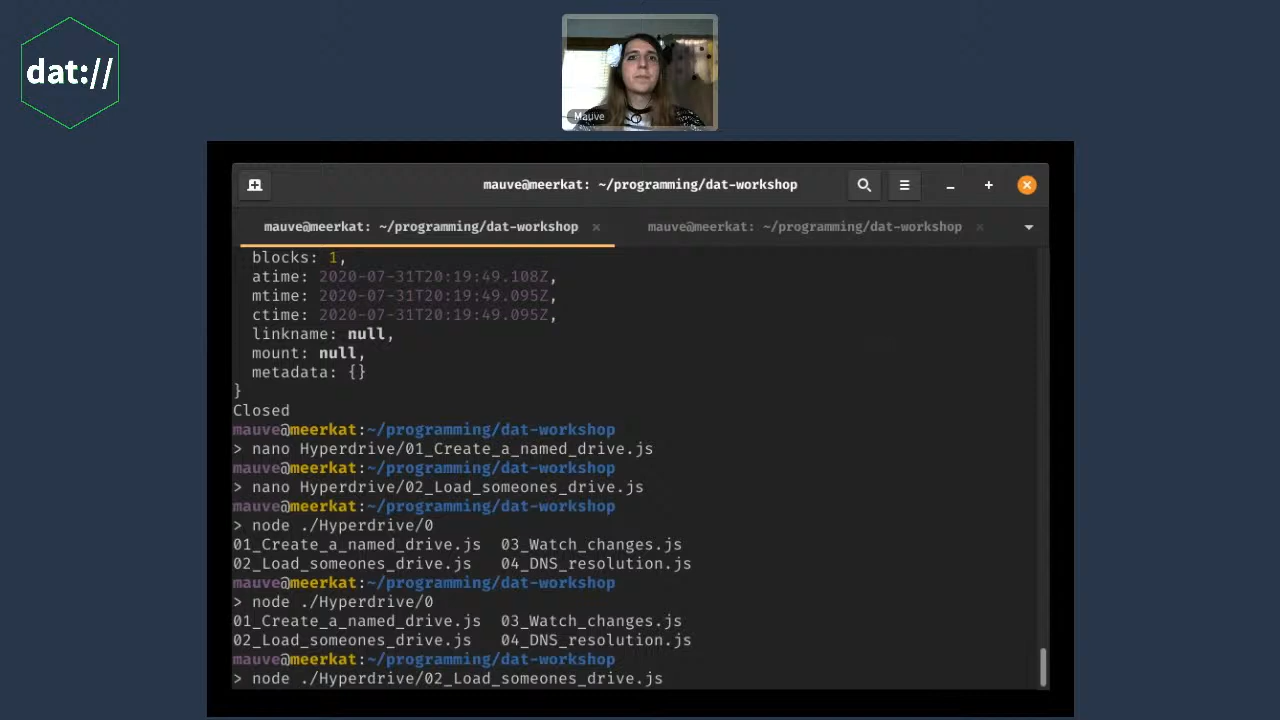 dat://
Mauve
mauve@meerkat: ~/programming/dat-workshop
mauve@meerkat: ~/programming/dat-workshop
mauve@meerkat: ~/programming/dat-workshop
blocks: 1,
atime: 2020-07-31T20:19:49.108Z,
mtime: 2020-07-31T20:19:49.095Z,
ctime: 2020-07-31T20:19:49.095Z,
linkname: null,
mount: null,
metadata: {}
}
Closed
mauve@meerkat:~/programming/dat-workshop
> nano Hyperdrive/01_Create_a_named_drive.js
mauve@meerkat:~/programming/dat-workshop
> nano Hyperdrive/02_Load_someones_drive.js
mauve@meerkat:~/programming/dat-workshop
> node ./Hyperdrive/0
01_Create_a_named_drive.js 03_Watch_changes.js
02_Load_someones_drive.js 04_DNS_resolution.js
mauve@meerkat:~/programming/dat-workshop
> node ./Hyperdrive/0
01_Create_a_named_drive.js 03_Watch_changes.js
02_Load_someones_drive.js 04_DNS_resolution.js
mauve@meerkat:~/programming/dat-workshop
> node ./Hyperdrive/02_Load_someones_drive.js